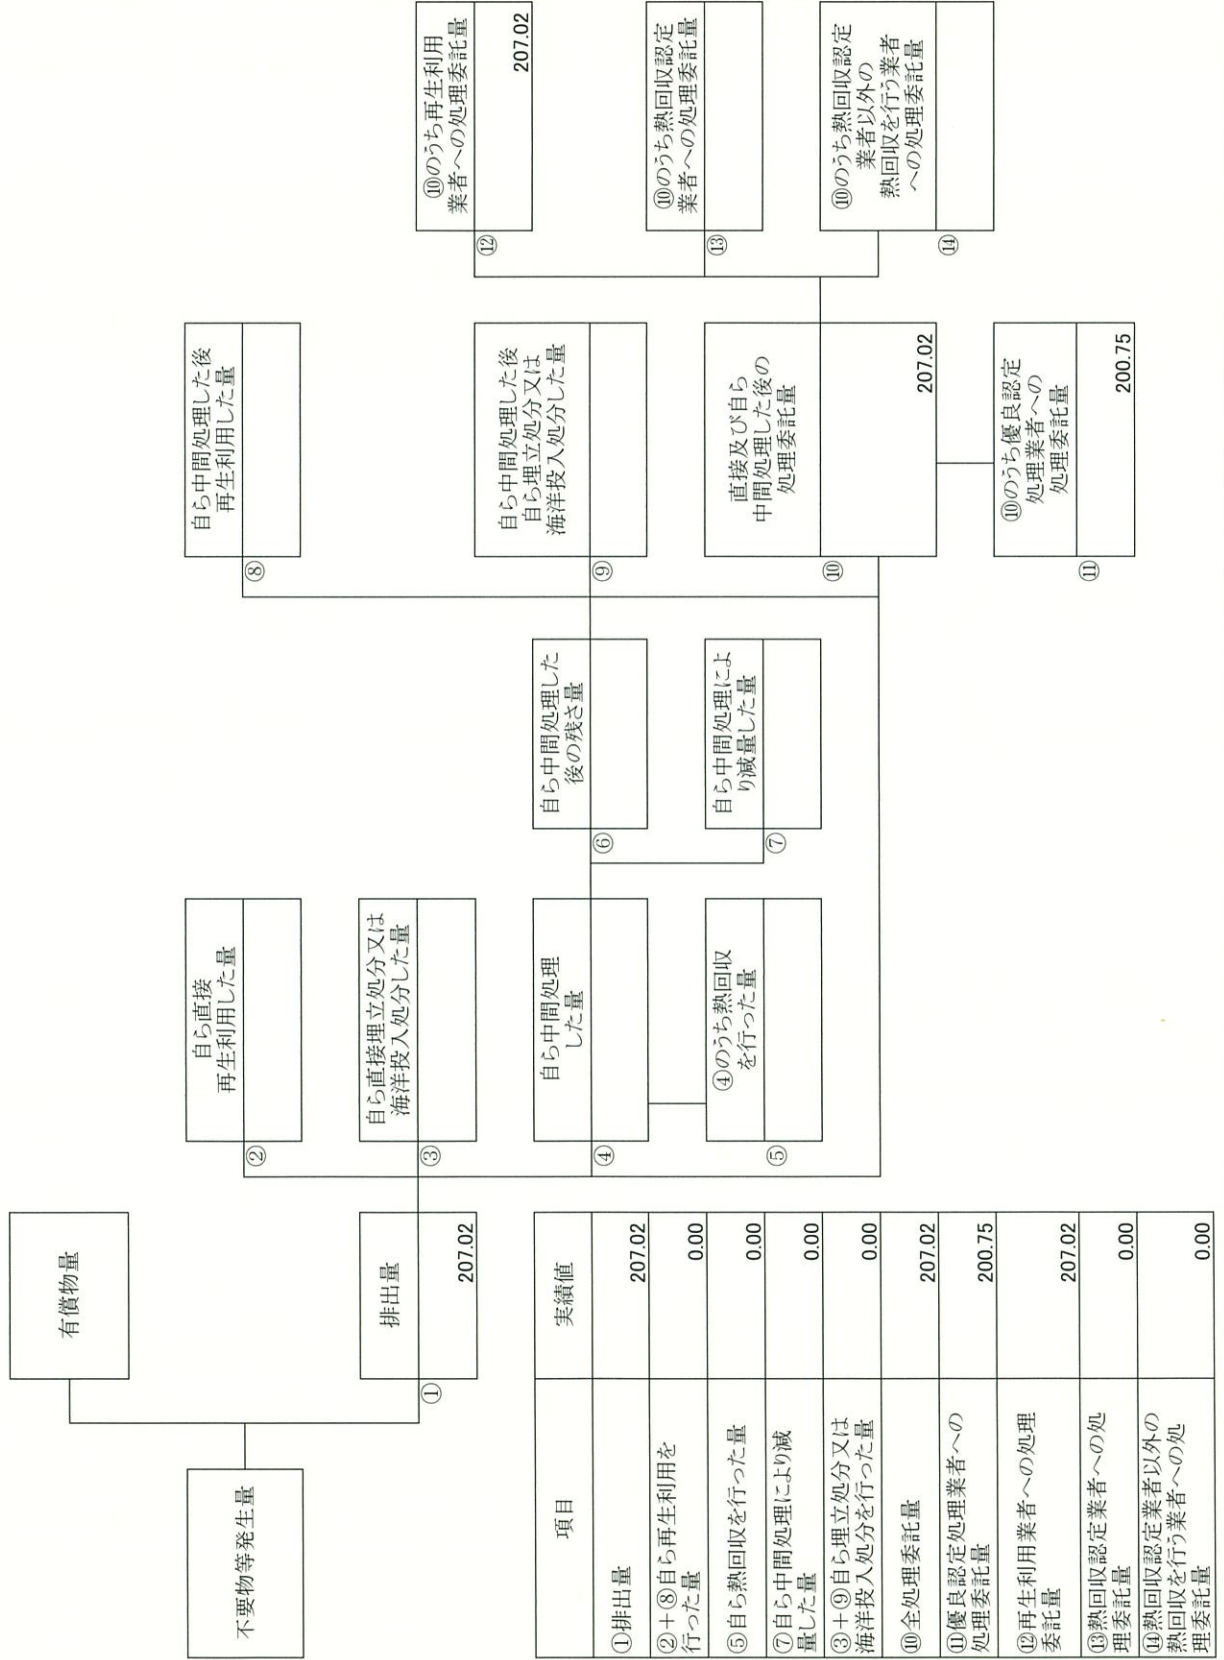 不要物等発生量
有償物量
排出量
①
207.02
自ら直接
再生利用した量
②
自ら直接埋立処分又は
海洋投入処分した量
③
自ら中間処理
した量
④
④のうち熱回収
を行った量
⑤
自ら中間処理した
後の残さ量
⑥
自ら中間処理によ
り減量した量
⑦
自ら中間処理した後
再生利用した量
⑧
自ら中間処理した後
自ら埋立処分又は
海洋投入処分した量
⑨
直接及び自ら
中間処理した後の
処理委託量
⑩
207.02
⑩のうち優良認定
処理業者への
処理委託量
⑪
200.75
⑩のうち再生利用
業者への処理委託量
⑫
207.02
⑩のうち熱回収認定
業者への処理委託量
⑬
⑩のうち熱回収認定
業者以外の
熱回収を行う業者
への処理委託量
⑭
項目 実績値
①排出量 207.02
②+⑧自ら再生利用を
行った量 0.00
⑤自ら熱回収を行った量 0.00
⑦自ら中間処理により減
量した量 0.00
③+⑨自ら埋立処分又は
海洋投入処分を行った量 0.00
⑩全処理委託量 207.02
⑪優良認定処理業者への
処理委託量 200.75
⑫再生利用業者への処理
委託量 207.02
⑬熱回収認定業者への処
理委託量 0.00
⑭熱回収認定業者以外の
熱回収を行う業者への処
理委託量 0.00